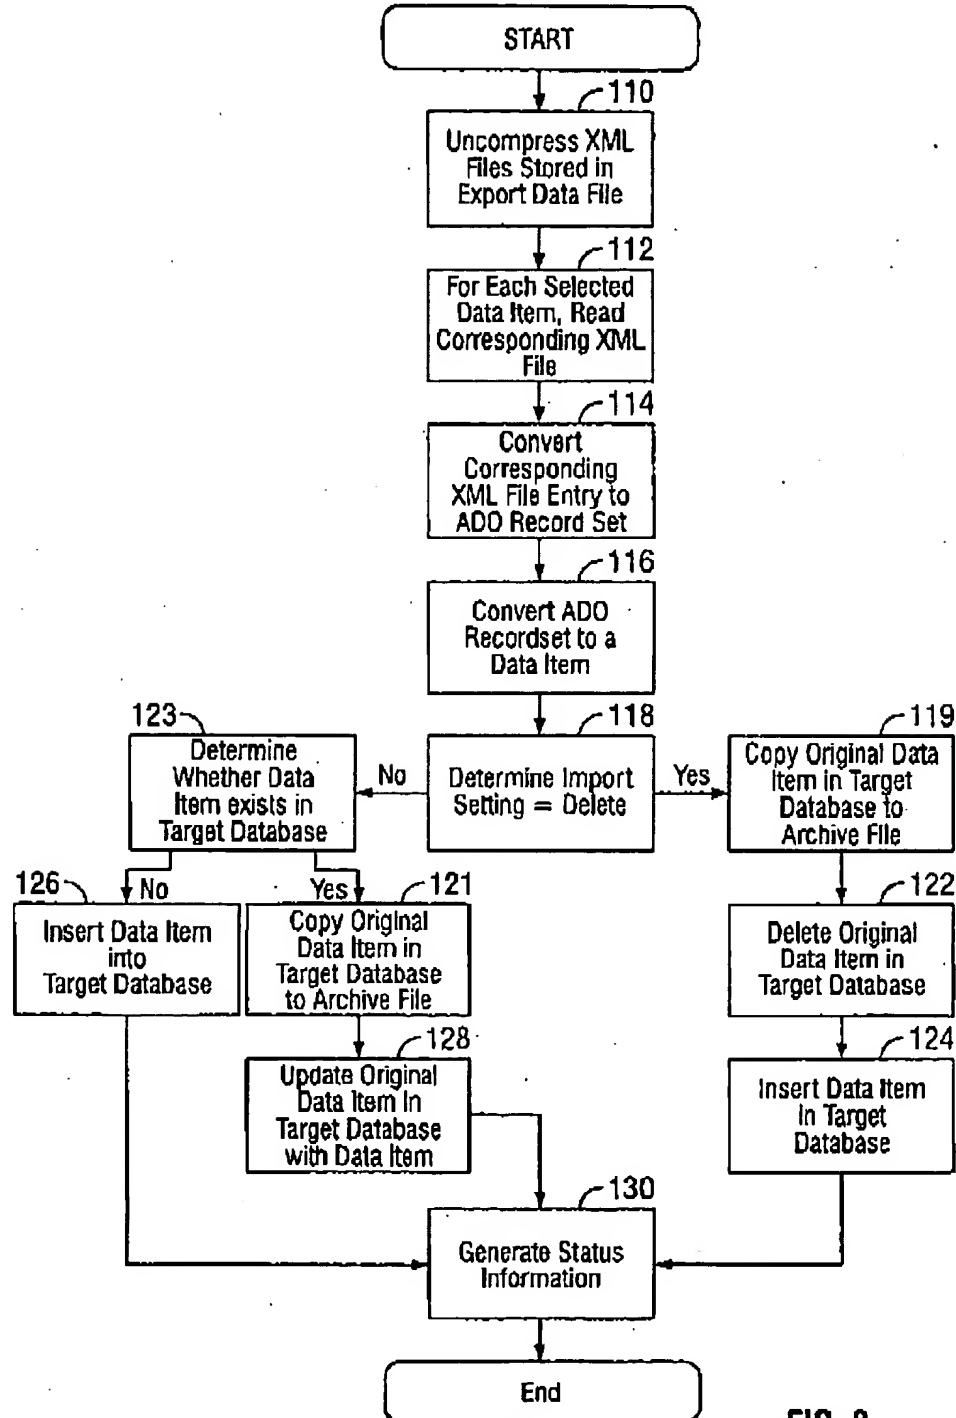 START
110
Uncompress XML
Files Stored in
Export Data File
112
For Each Selected
Data Item, Read
Corresponding XML
File
114
Convert
Corresponding
XML File Entry to
ADO Record Set
116
Convert ADO
Recordset to a
Data Item
118
Determine Import
Setting = Delete
No
Yes
123
Determine
Whether Data
Item exists in
Target Database
119
Copy Original Data
Item in Target
Database to
Archive File
126
No
Insert Data Item
into
Target Database
Yes
121
Copy Original
Data Item in
Target Database
to Archive File
122
Delete Original
Data Item in
Target Database
128
Update Original
Data Item in
Target Database
with Data Item
124
Insert Data Item
in Target
Database
130
Generate Status
Information
End
FIG.